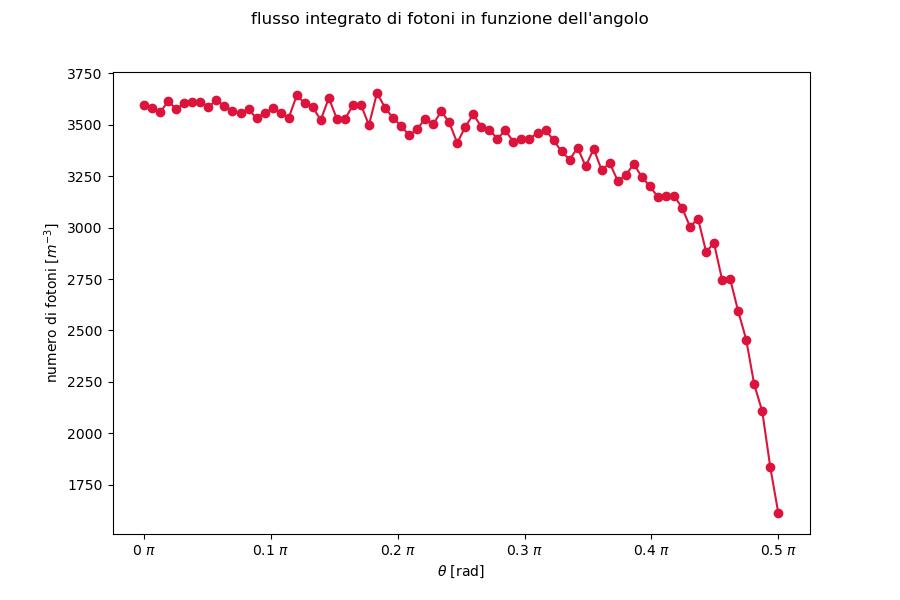 flusso integrato di fotoni in funzione dell'angolo
numero di fotoni [$m^{-3}$]
3750
3500
3250
3000
2750
2500
2250
2000
1750
0 π
0.1 π
0.2 π
0.3 π
0.4 π
0.5 π
θ [rad]